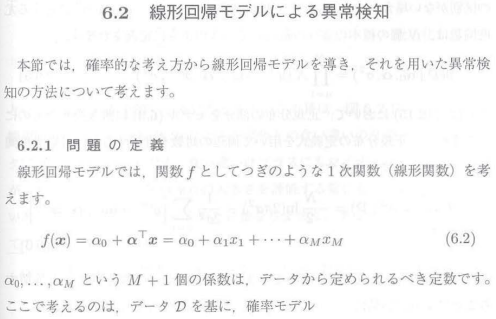 6.2 線形回帰モデルによる異常検知
本節では，確率的な考え方から線形回帰モデルを導き，それを用いた異常検
知の方法について考えます。
6.2.1 問題の定義
線形回帰モデルでは，関数 f としてつぎのような 1 次関数（線形関数）を考
えます。
f(x) = α₀ + α⊤x = α₀ + α₁x₁ + ⋯ + α_M x_M (6.2)
α₀, . . . , α_M という M + 1 個の係数は，データから定められるべき定数です。
ここで考えるのは，データ 𝒟 を基に，確率モデル